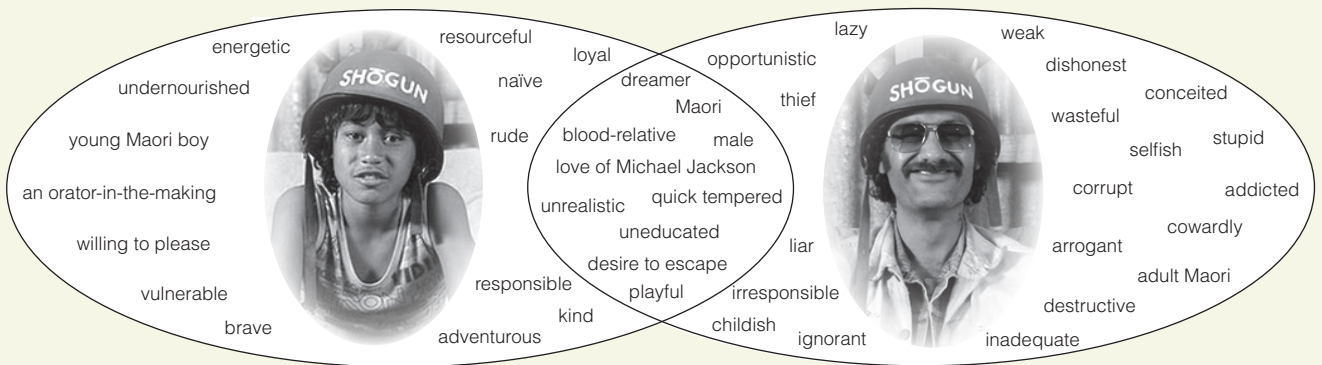 energetic
resourceful
loyal
undernourished
naïve
young Maori boy
rude
an orator-in-the-making
willing to please
vulnerable
responsible
brave
kind
adventurous
SHŌGUN
dreamer
Maori
blood-relative
male
love of Michael Jackson
unrealistic
quick tempered
uneducated
desire to escape
playful
lazy
weak
opportunistic
dishonest
thief
conceited
wasteful
stupid
selfish
SHŌGUN
corrupt
addicted
cowardly
liar
arrogant
adult Maori
irresponsible
destructive
childish
ignorant
inadequate